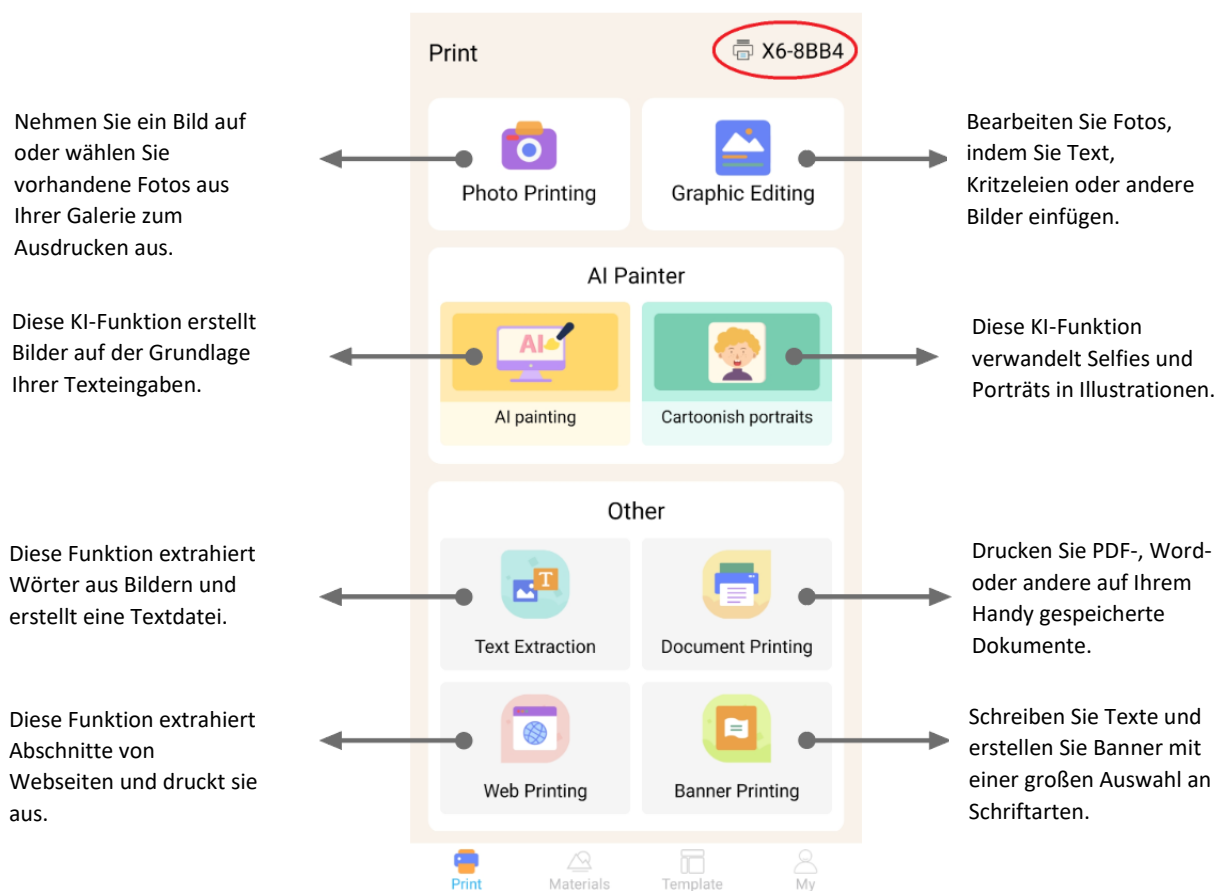 Print
X6-8BB4
Nehmen Sie ein Bild auf
oder wählen Sie
vorhandene Fotos aus
Ihrer Galerie zum
Ausdrucken aus.
Photo Printing
Graphic Editing
Bearbeiten Sie Fotos,
indem Sie Text,
Kritzeleien oder andere
Bilder einfügen.
AI Painter
Diese KI-Funktion erstellt
Bilder auf der Grundlage
Ihrer Texteingaben.
AI
AI painting
Cartoonish portraits
Diese KI-Funktion
verwandelt Selfies und
Porträts in Illustrationen.
Other
Diese Funktion extrahiert
Wörter aus Bildern und
erstellt eine Textdatei.
T
Text Extraction
Document Printing
Drucken Sie PDF-, Word-
oder andere auf Ihrem
Handy gespeicherte
Dokumente.
Diese Funktion extrahiert
Abschnitte von
Webseiten und druckt sie
aus.
Web Printing
Banner Printing
Schreiben Sie Texte und
erstellen Sie Banner mit
einer großen Auswahl an
Schriftarten.
Print
Materials
Template
My